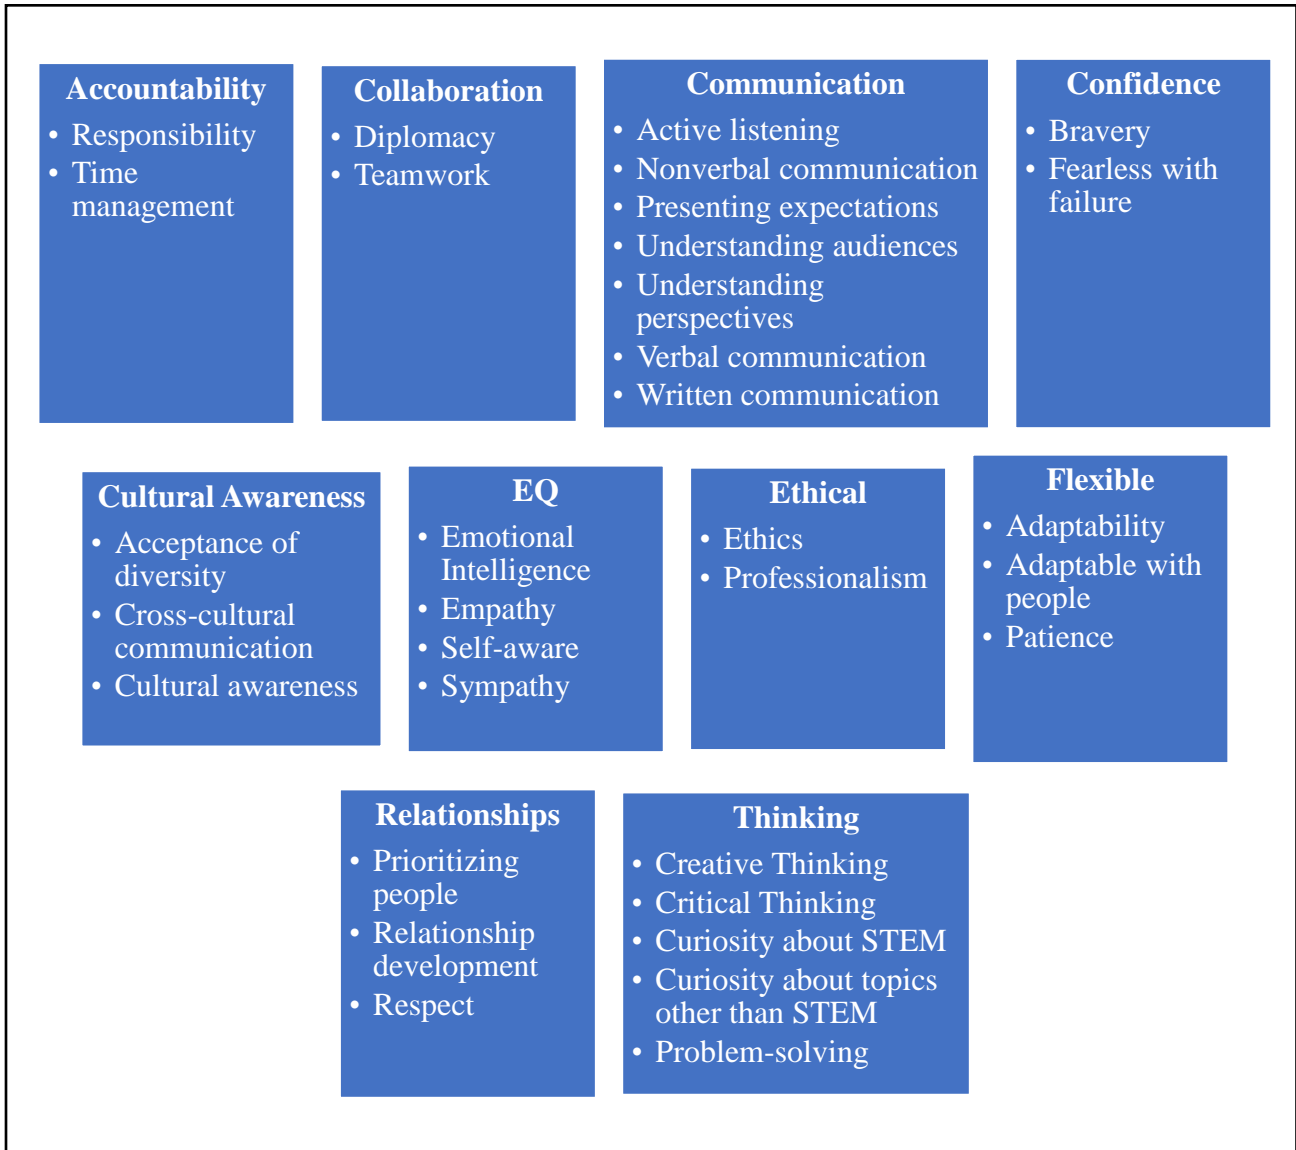 Accountability
• Responsibility
• Time
management
Collaboration
• Diplomacy
• Teamwork
Communication
• Active listening
• Nonverbal communication
• Presenting expectations
• Understanding audiences
• Understanding
perspectives
• Verbal communication
• Written communication
Confidence
• Bravery
• Fearless with
failure
Cultural Awareness
• Acceptance of
diversity
• Cross-cultural
communication
• Cultural awareness
EQ
• Emotional
Intelligence
• Empathy
• Self-aware
• Sympathy
Ethical
• Ethics
• Professionalism
Flexible
• Adaptability
• Adaptable with
people
• Patience
Relationships
• Prioritizing
people
• Relationship
development
• Respect
Thinking
• Creative Thinking
• Critical Thinking
• Curiosity about STEM
• Curiosity about topics
other than STEM
• Problem-solving